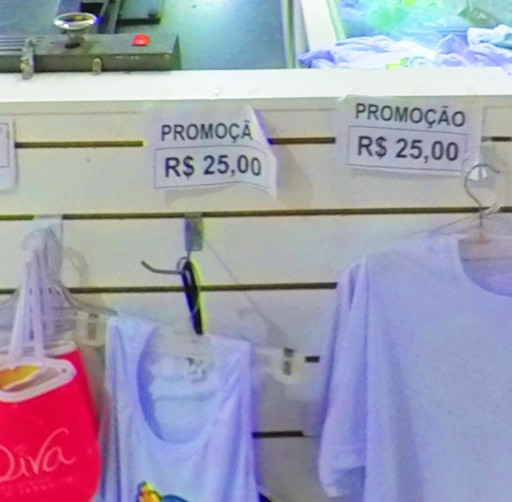 PROMOÇÃ
R$ 25,00
PROMOÇÃO
R$ 25,00
Diva